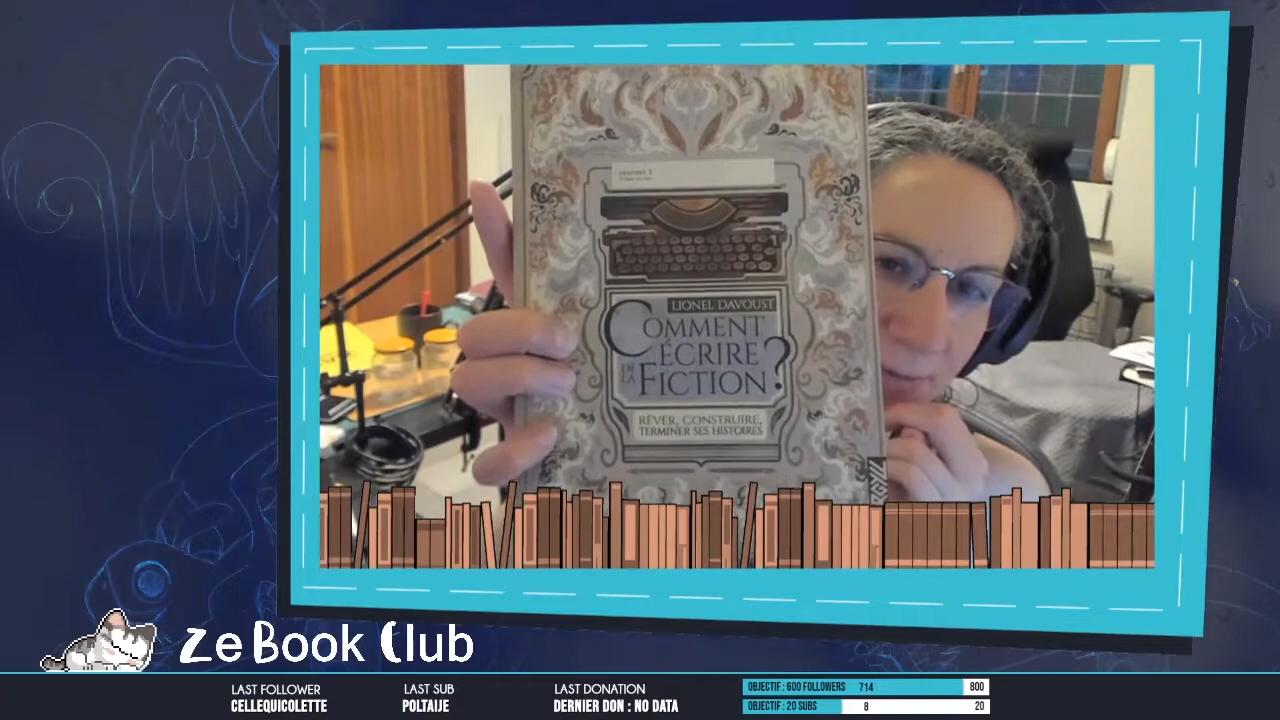 LIONEL DAVOUST
COMMENT
ÉCRIRE
DE LA FICTION?
RÊVER, CONSTRUIRE,
TERMINER SES HISTOIRES
Ze Book Club
LAST FOLLOWER
CELLEQUICOLETTE
LAST SUB
POLTAIJE
LAST DONATION
DERNIER DON : NO DATA
OBJECTIF : 600 FOLLOWERS 714 800
OBJECTIF : 20 SUBS 8 20